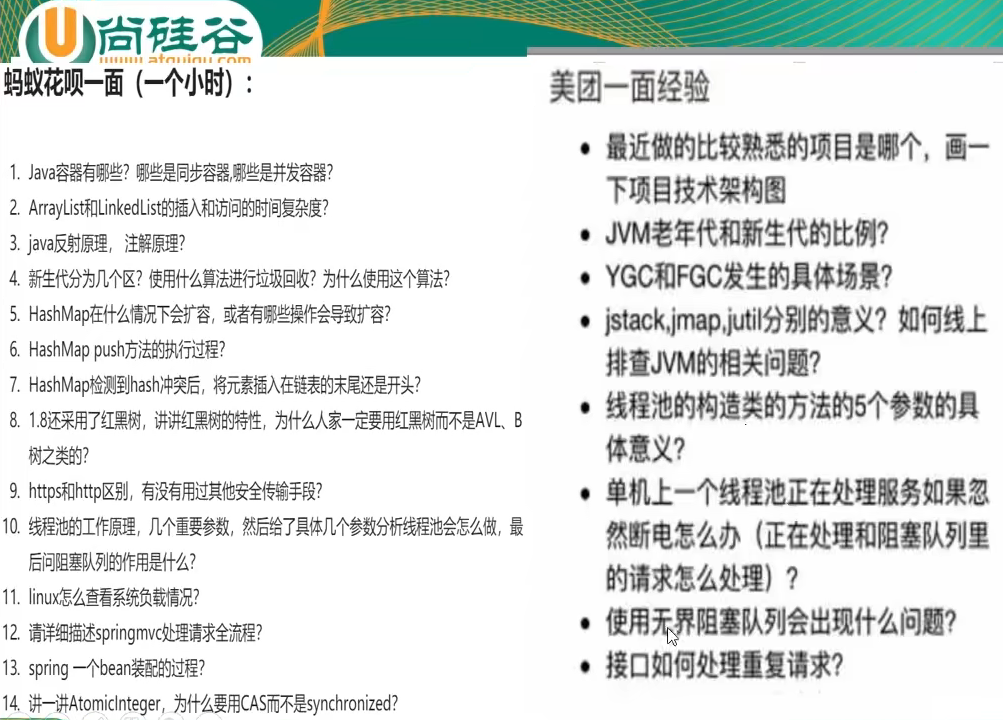 尚硅谷
www.atguigu.com
蚂蚁花呗一面（一个小时）：
1. Java容器有哪些？哪些是同步容器,哪些是并发容器？
2. ArrayList和LinkedList的插入和访问的时间复杂度？
3. java反射原理， 注解原理？
4. 新生代分为几个区？使用什么算法进行垃圾回收？为什么使用这个算法？
5. HashMap在什么情况下会扩容，或者有哪些操作会导致扩容？
6. HashMap push方法的执行过程？
7. HashMap检测到hash冲突后，将元素插入在链表的末尾还是开头？
8. 1.8还采用了红黑树，讲讲红黑树的特性，为什么人家一定要用红黑树而不是AVL、B
树之类的？
9. https和http区别，有没有用过其他安全传输手段？
10. 线程池的工作原理，几个重要参数，然后给了具体几个参数分析线程池会怎么做，最
后问阻塞队列的作用是什么？
11. linux怎么查看系统负载情况？
12. 请详细描述springmvc处理请求全流程？
13. spring 一个bean装配的过程？
14. 讲一讲AtomicInteger，为什么要用CAS而不是synchronized？
美团一面经验
• 最近做的比较熟悉的项目是哪个，画一
下项目技术架构图
• JVM老年代和新生代的比例？
• YGC和FGC发生的具体场景？
• jstack,jmap,jutil分别的意义？如何线上
排查JVM的相关问题？
• 线程池的构造类的方法的5个参数的具
体意义？
• 单机上一个线程池正在处理服务如果忽
然断电怎么办（正在处理和阻塞队列里
的请求怎么处理）？
• 使用无界阻塞队列会出现什么问题？
• 接口如何处理重复请求？